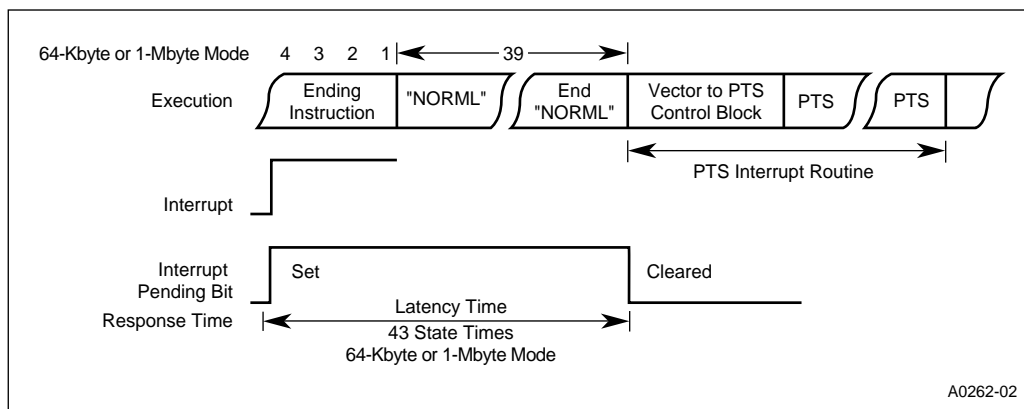 64-Kbyte or 1-Mbyte Mode 4 3 2 1 39
Execution
Ending
Instruction
"NORML"
End
"NORML"
Vector to PTS
Control Block
PTS
PTS
PTS Interrupt Routine
Interrupt
Interrupt
Pending Bit
Set
Cleared
Response Time
Latency Time
43 State Times
64-Kbyte or 1-Mbyte Mode
A0262-02